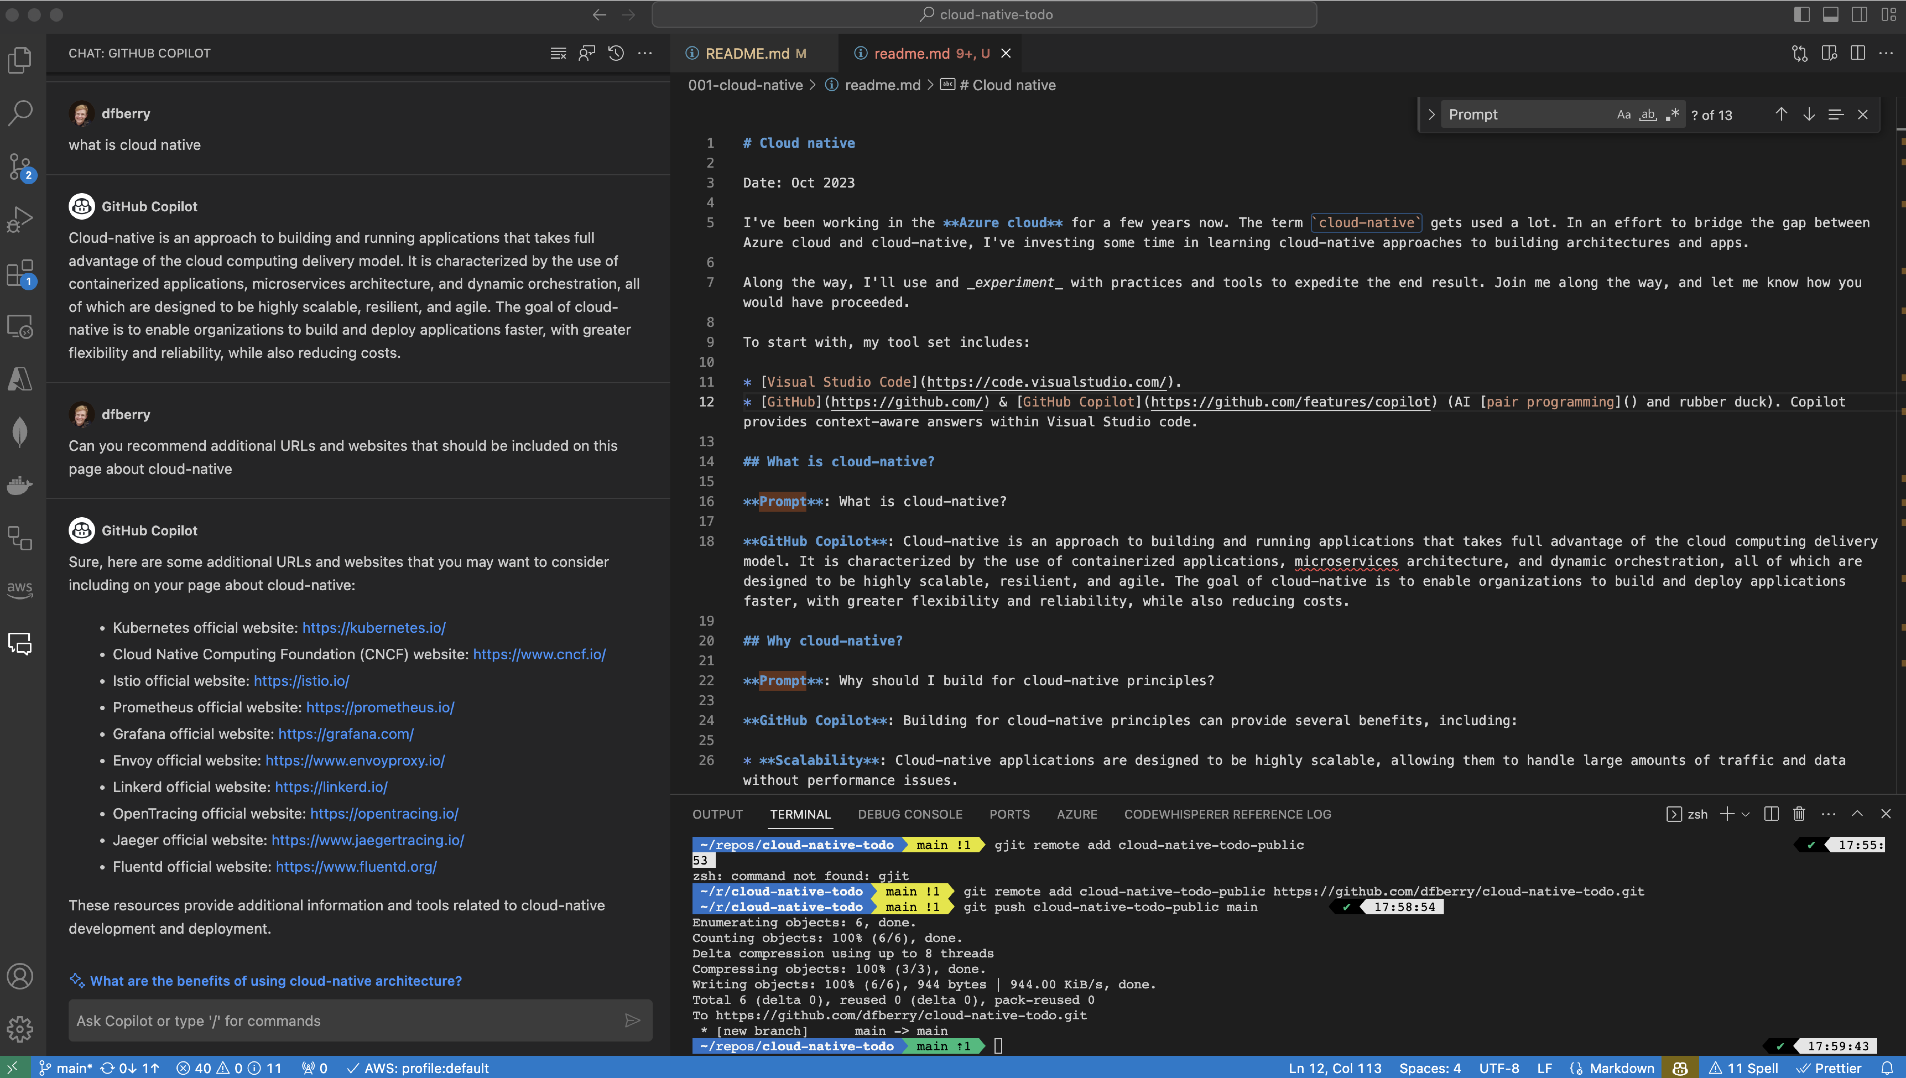 cloud-native-todo
CHAT: GITHUB COPILOT
dfberry
what is cloud native
GitHub Copilot
Cloud-native is an approach to building and running applications that takes full
advantage of the cloud computing delivery model. It is characterized by the use of
containerized applications, microservices architecture, and dynamic orchestration, all
of which are designed to be highly scalable, resilient, and agile. The goal of cloud-
native is to enable organizations to build and deploy applications faster, with greater
flexibility and reliability, while also reducing costs.
dfberry
Can you recommend additional URLs and websites that should be included on this
page about cloud-native
GitHub Copilot
Sure, here are some additional URLs and websites that you may want to consider
including on your page about cloud-native:
• Kubernetes official website: https://kubernetes.io/
• Cloud Native Computing Foundation (CNCF) website: https://www.cncf.io/
• Istio official website: https://istio.io/
• Prometheus official website: https://prometheus.io/
• Grafana official website: https://grafana.com/
• Envoy official website: https://www.envoyproxy.io/
• Linkerd official website: https://linkerd.io/
• OpenTracing official website: https://opentracing.io/
• Jaeger official website: https://www.jaegertracing.io/
• Fluentd official website: https://www.fluentd.org/
These resources provide additional information and tools related to cloud-native
development and deployment.
What are the benefits of using cloud-native architecture?
Ask Copilot or type '/' for commands
2
1
aws
README.md M
readme.md 9+, U
001-cloud-native > readme.md > # Cloud native
Prompt Aa ab .* ? of 13
1 # Cloud native
2
3 Date: Oct 2023
4
5 I've been working in the **Azure cloud** for a few years now. The term `cloud-native` gets used a lot. In an effort to bridge the gap between
Azure cloud and cloud-native, I've investing some time in learning cloud-native approaches to building architectures and apps.
6
7 Along the way, I'll use and _experiment_ with practices and tools to expedite the end result. Join me along the way, and let me know how you
would have proceeded.
8
9 To start with, my tool set includes:
10
11 * [Visual Studio Code](https://code.visualstudio.com/).
12 * [GitHub](https://github.com/) & [GitHub Copilot](https://github.com/features/copilot) (AI [pair programming]() and rubber duck). Copilot
provides context-aware answers within Visual Studio code.
13
14 ## What is cloud-native?
15
16 **Prompt**: What is cloud-native?
17
18 **GitHub Copilot**: Cloud-native is an approach to building and running applications that takes full advantage of the cloud computing delivery
model. It is characterized by the use of containerized applications, microservices architecture, and dynamic orchestration, all of which are
designed to be highly scalable, resilient, and agile. The goal of cloud-native is to enable organizations to build and deploy applications
faster, with greater flexibility and reliability, while also reducing costs.
19
20 ## Why cloud-native?
21
22 **Prompt**: Why should I build for cloud-native principles?
23
24 **GitHub Copilot**: Building for cloud-native principles can provide several benefits, including:
25
26 * **Scalability**: Cloud-native applications are designed to be highly scalable, allowing them to handle large amounts of traffic and data
without performance issues.
OUTPUT TERMINAL DEBUG CONSOLE PORTS AZURE CODEWHISPERER REFERENCE LOG zsh
~/repos/cloud-native-todo main !1 gjit remote add cloud-native-todo-public ✔ 17:55:
53
zsh: command not found: gjit
~/r/cloud-native-todo main !1 git remote add cloud-native-todo-public https://github.com/dfberry/cloud-native-todo.git
~/r/cloud-native-todo main !1 git push cloud-native-todo-public main ✔ 17:58:54
Enumerating objects: 6, done.
Counting objects: 100% (6/6), done.
Delta compression using up to 8 threads
Compressing objects: 100% (3/3), done.
Writing objects: 100% (6/6), 944 bytes | 944.00 KiB/s, done.
Total 6 (delta 0), reused 0 (delta 0), pack-reused 0
To https://github.com/dfberry/cloud-native-todo.git
* [new branch] main -> main
~/repos/cloud-native-todo main ↑1 ✔ 17:59:43
main* 0↓ 1↑ 40 0 11 0 AWS: profile:default Ln 12, Col 113 Spaces: 4 UTF-8 LF Markdown 11 Spell Prettier